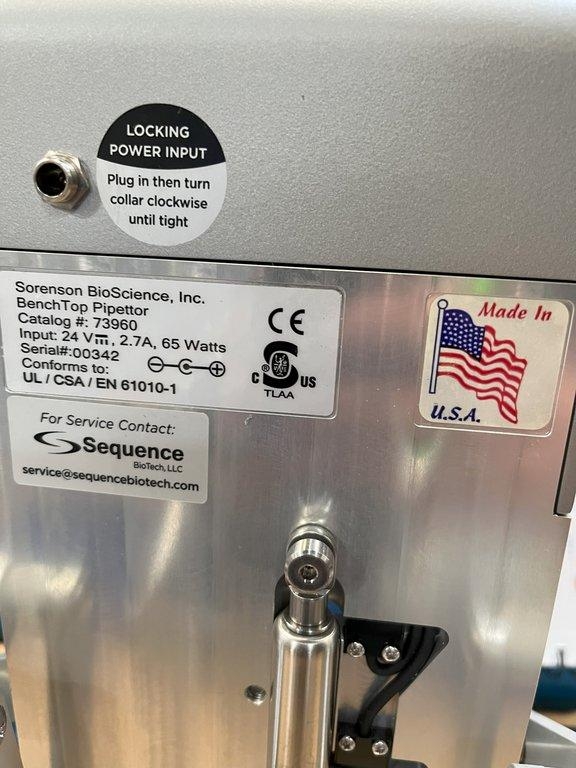 LOCKING
POWER INPUT
Plug in then turn
collar clockwise
until tight
Sorenson BioScience, Inc.
BenchTop Pipettor
Catalog #: 73960
Input: 24 V⎓, 2.7A, 65 Watts
Serial#:00342
Conforms to:
UL / CSA / EN 61010-1
CE
® C S US
TLAA
Made In
U.S.A.
For Service Contact:
Sequence
BioTech, LLC
service@sequencebiotech.com